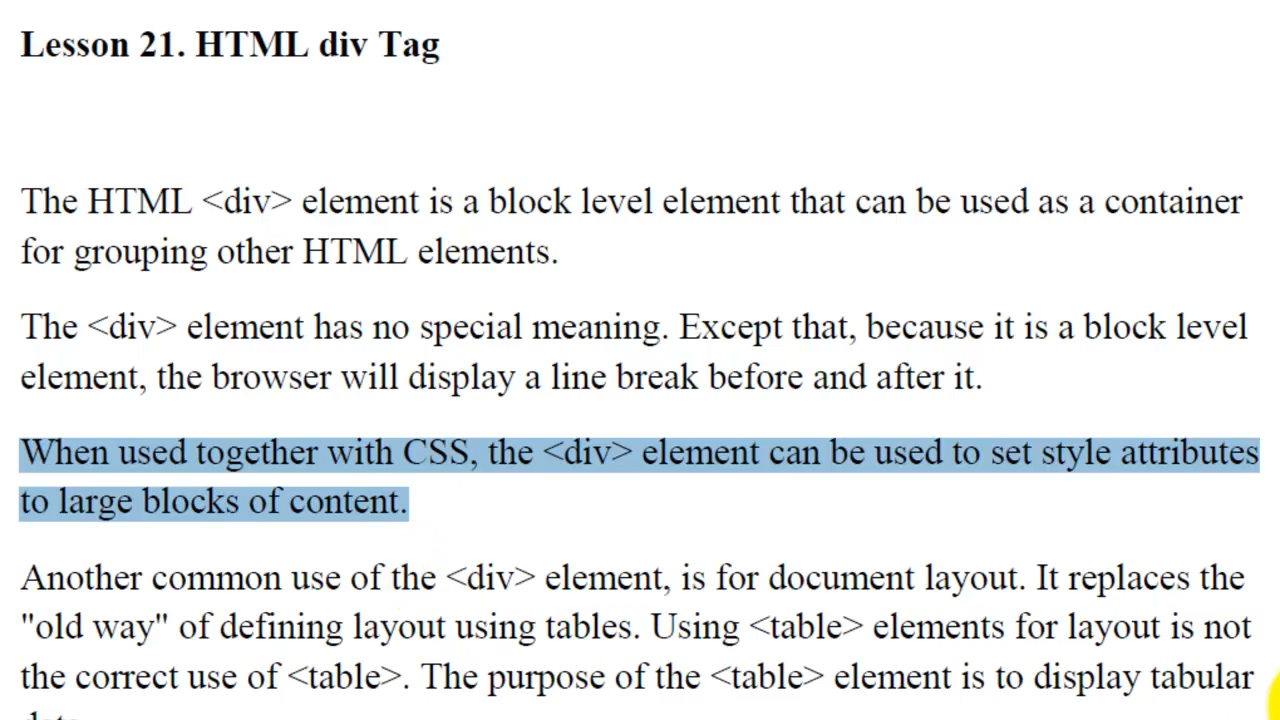 Lesson 21. HTML div Tag
The HTML <div> element is a block level element that can be used as a container
for grouping other HTML elements.
The <div> element has no special meaning. Except that, because it is a block level
element, the browser will display a line break before and after it.
When used together with CSS, the <div> element can be used to set style attributes
to large blocks of content.
Another common use of the <div> element, is for document layout. It replaces the
"old way" of defining layout using tables. Using <table> elements for layout is not
the correct use of <table>. The purpose of the <table> element is to display tabular